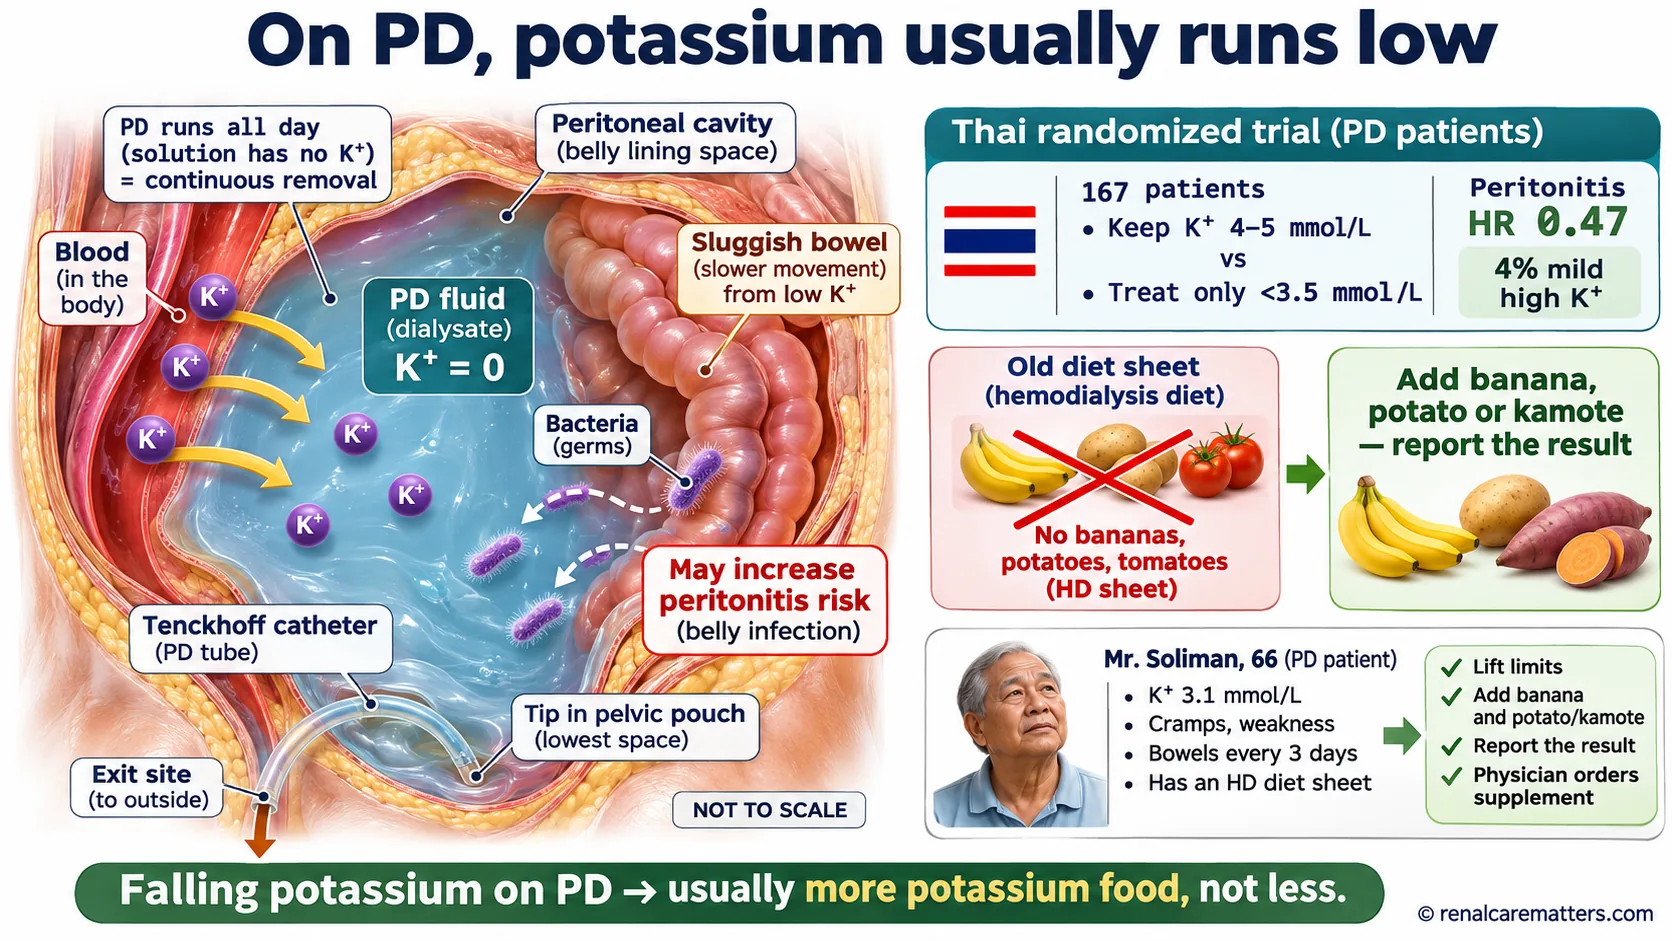 On PD, potassium usually runs low
PD runs all day
(solution has no K⁺)
= continuous removal
Peritoneal cavity
(belly lining space)
Blood
(in the
body)
Sluggish bowel
(slower movement)
from low K⁺
K⁺
K⁺
K⁺
K⁺
K⁺
K⁺
PD fluid
(dialysate)
K⁺ = 0
Bacteria
(germs)
May increase
peritonitis risk
(belly infection)
Tenckhoff catheter
(PD tube)
Tip in pelvic pouch
(lowest space)
Exit site
(to outside)
NOT TO SCALE
Thai randomized trial (PD patients)
167 patients
• Keep K⁺ 4–5 mmol/L
vs
• Treat only <3.5 mmol/L
Peritonitis
HR 0.47
4% mild
high K⁺
Old diet sheet
(hemodialysis diet)
No bananas,
potatoes, tomatoes
(HD sheet)
Add banana,
potato or kamote
— report the result
Mr. Soliman, 66 (PD patient)
• K⁺ 3.1 mmol/L
• Cramps, weakness
• Bowels every 3 days
• Has an HD diet sheet
✓ Lift limits
✓ Add banana
and potato/kamote
✓ Report the result
✓ Physician orders
supplement
Falling potassium on PD → usually more potassium food, not less.
© renalcarematters.com